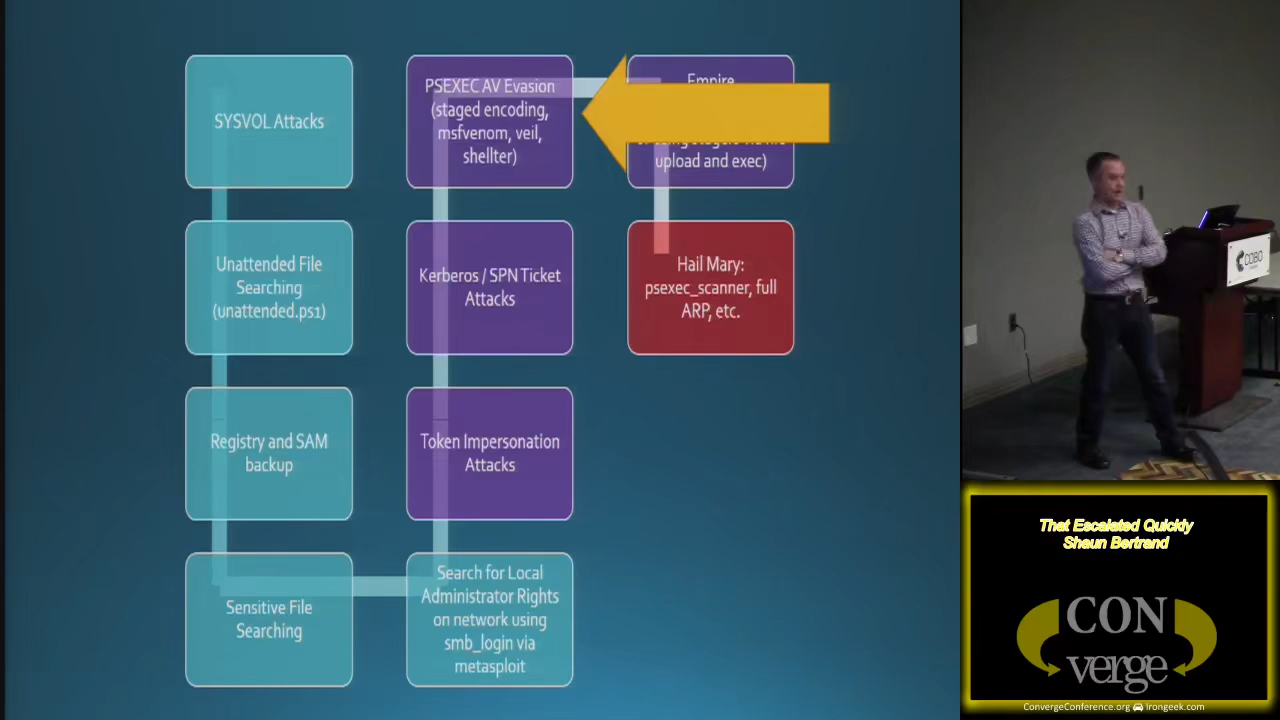 SYSVOL Attacks
Unattended File
Searching
(unattended.ps1)
Registry and SAM
backup
Sensitive File
Searching
Search for Local
Administrator Rights
on network using
smb_login via
metasploit
Token Impersonation
Attacks
Kerberos / SPN Ticket
Attacks
PSEXEC AV Evasion
(staged encoding,
msfvenom, veil,
shellter)
Empire
upload and exec)
Hail Mary:
psexec_scanner, full
ARP, etc.
COBO
That Escalated Quickly
Shaun Bertrand
CON
verge
ConvergeConference.org Irongeek.com